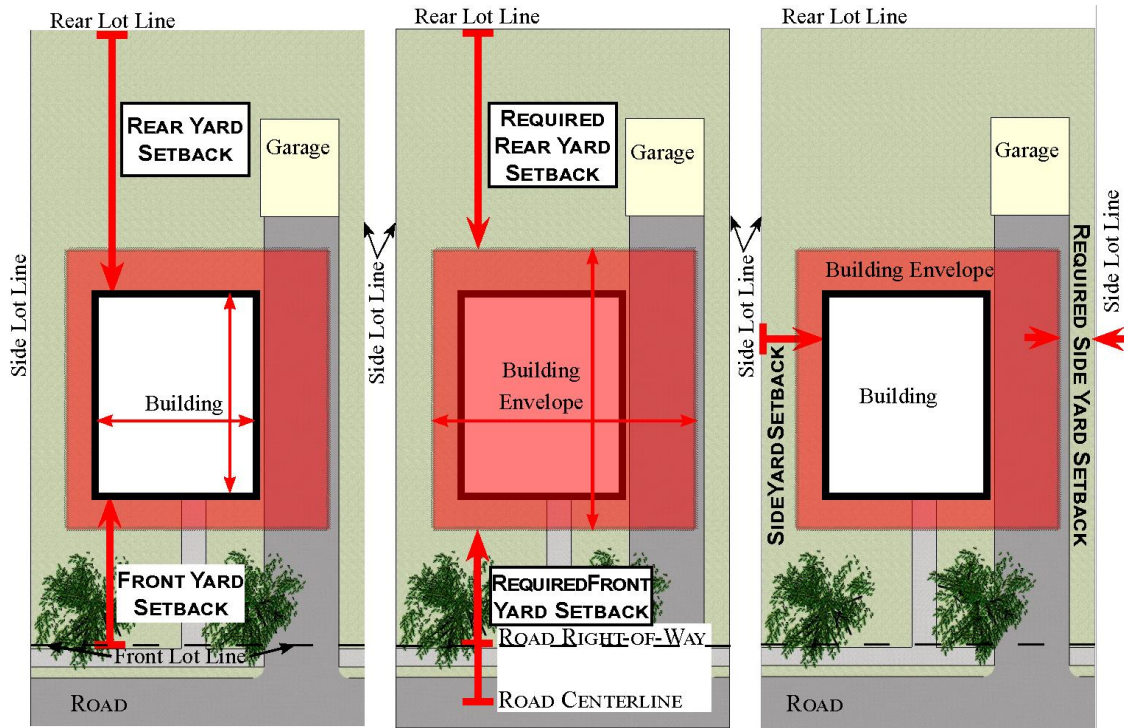 Rear Lot Line
REAR YARD
SETBACK
Garage
Side Lot Line
Side Lot Line
Building
FRONT YARD
SETBACK
Front Lot Line
ROAD
Rear Lot Line
REQUIRED
REAR YARD
SETBACK
Garage
Side Lot Line
Building
Envelope
REQUIREDFRONT
YARD SETBACK
ROAD RIGHT-OF-WAY
ROAD CENTERLINE
Rear Lot Line
Garage
Building Envelope
SIDEYARDSETBACK
Building
REQUIRED SIDE YARD SETBACK
Side Lot Line